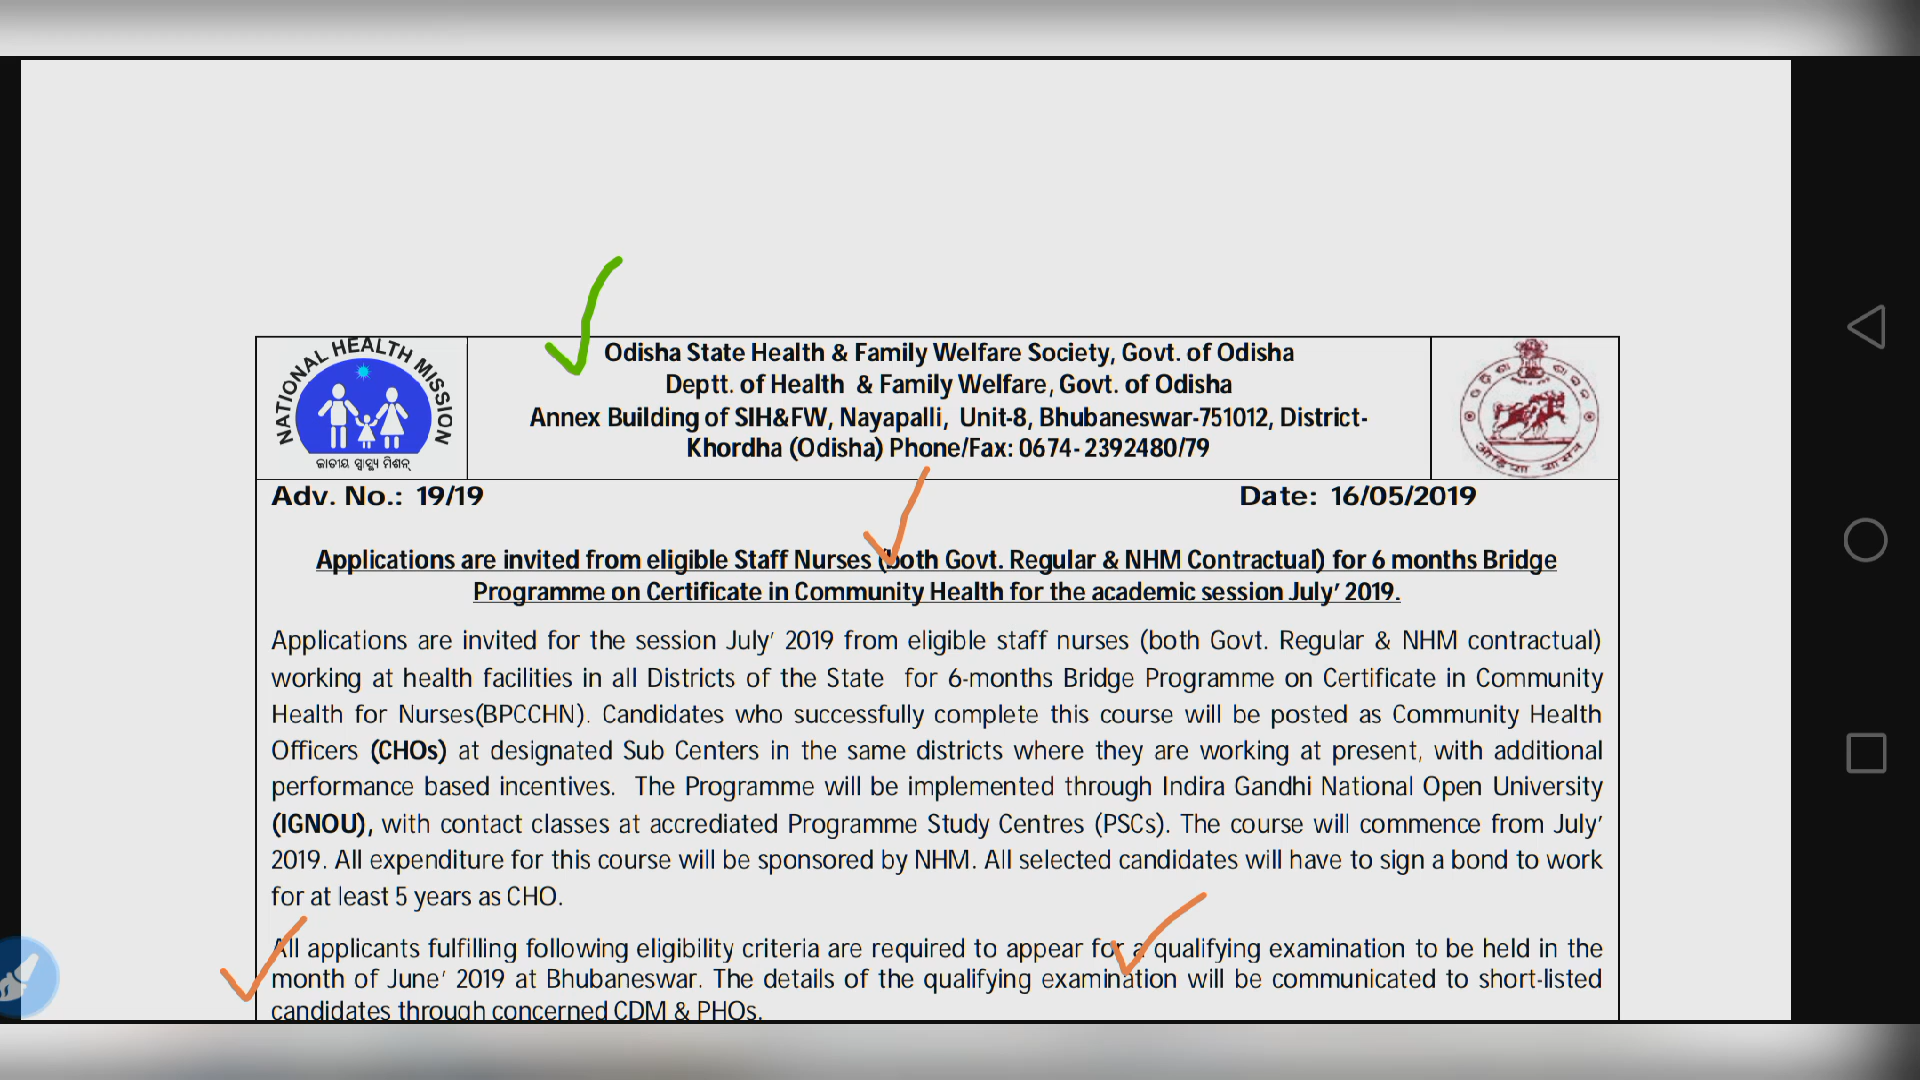 NATIONAL HEALTH MISSION
ଜାତୀୟ ସ୍ୱାସ୍ଥ୍ୟ ମିଶନ୍
Odisha State Health & Family Welfare Society, Govt. of Odisha
Deptt. of Health & Family Welfare, Govt. of Odisha
Annex Building of SIH&FW, Nayapalli, Unit-8, Bhubaneswar-751012, District-
Khordha (Odisha) Phone/Fax: 0674- 2392480/79
Adv. No.: 19/19 Date: 16/05/2019
Applications are invited from eligible Staff Nurses (both Govt. Regular & NHM Contractual) for 6 months Bridge
Programme on Certificate in Community Health for the academic session July' 2019.
Applications are invited for the session July' 2019 from eligible staff nurses (both Govt. Regular & NHM contractual)
working at health facilities in all Districts of the State for 6-months Bridge Programme on Certificate in Community
Health for Nurses(BPCCHN). Candidates who successfully complete this course will be posted as Community Health
Officers (CHOs) at designated Sub Centers in the same districts where they are working at present, with additional
performance based incentives. The Programme will be implemented through Indira Gandhi National Open University
(IGNOU), with contact classes at accrediated Programme Study Centres (PSCs). The course will commence from July'
2019. All expenditure for this course will be sponsored by NHM. All selected candidates will have to sign a bond to work
for at least 5 years as CHO.
All applicants fulfilling following eligibility criteria are required to appear for a qualifying examination to be held in the
month of June' 2019 at Bhubaneswar. The details of the qualifying examination will be communicated to short-listed
candidates through concerned CDM & PHOs.